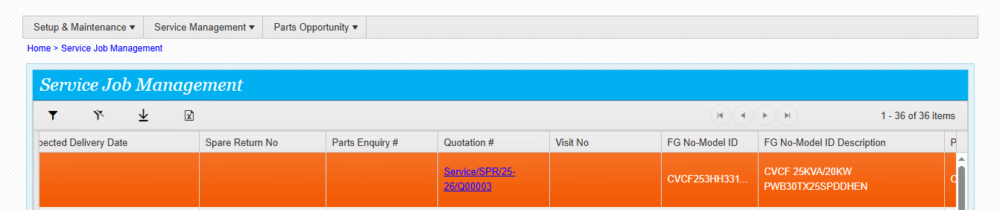 Setup & Maintenance Service Management Parts Opportunity
Home > Service Job Management
Service Job Management
1 - 36 of 36 items
pected Delivery Date Spare Return No Parts Enquiry # Quotation # Visit No FG No-Model ID FG No-Model ID Description P
Service/SPR/25-
26/Q00003
CVCF253HH331...
CVCF 25KVA/20KW
PWB30TX25SPDDHEN